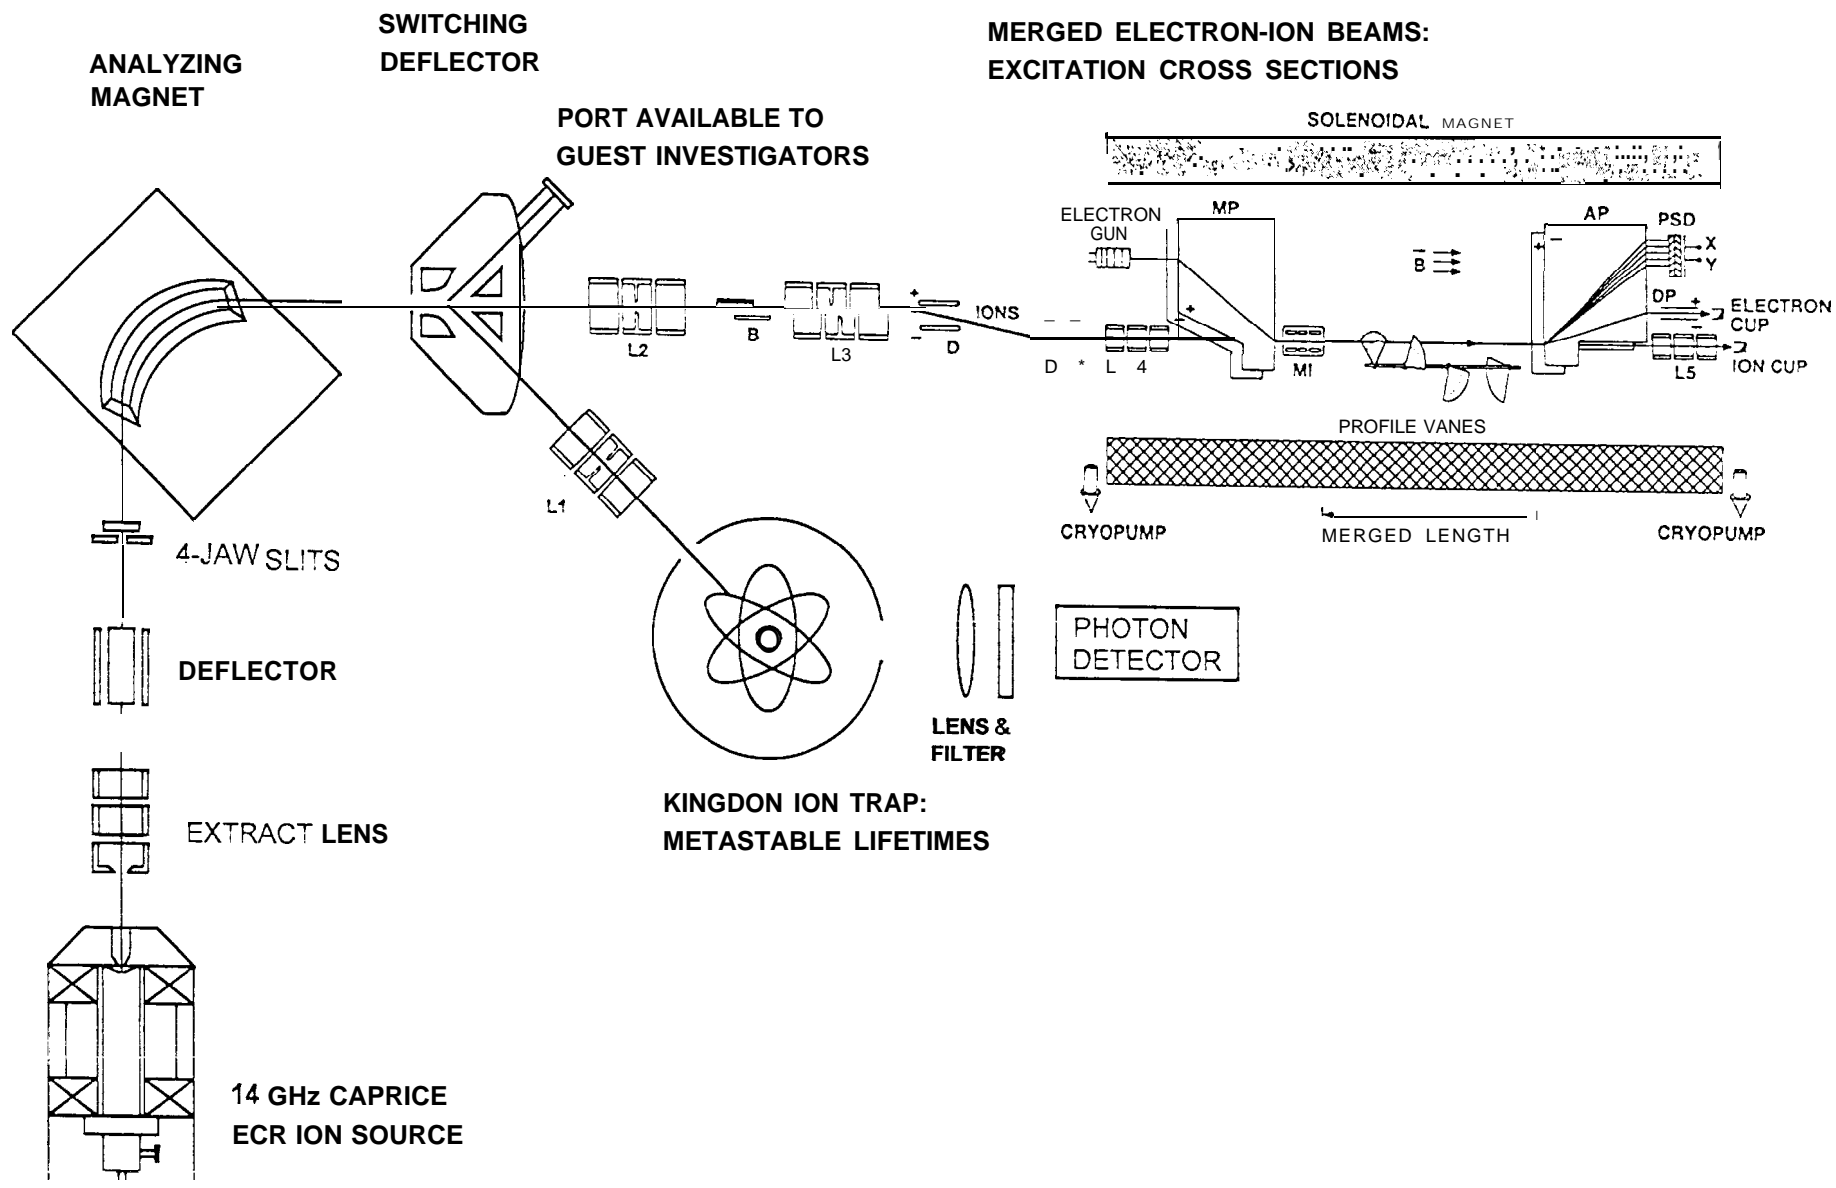 SWITCHING
DEFLECTOR
MERGED ELECTRON-ION BEAMS:
EXCITATION CROSS SECTIONS
ANALYZING
MAGNET
PORT AVAILABLE TO
GUEST INVESTIGATORS
SOLENOIDAL MAGNET
ELECTRON
GUN
MP
AP
PSD
X
Y
B
+
-
+ -
DP
+
-
ELECTRON
CUP
IONS
+
-
D
L2
B
L3
D * L 4
- +
MI
L5
ION CUP
PROFILE VANES
L1
CRYOPUMP
MERGED LENGTH
CRYOPUMP
4-JAW SLITS
DEFLECTOR
PHOTON
DETECTOR
LENS &
FILTER
KINGDON ION TRAP:
METASTABLE LIFETIMES
EXTRACT LENS
14 GHz CAPRICE
ECR ION SOURCE